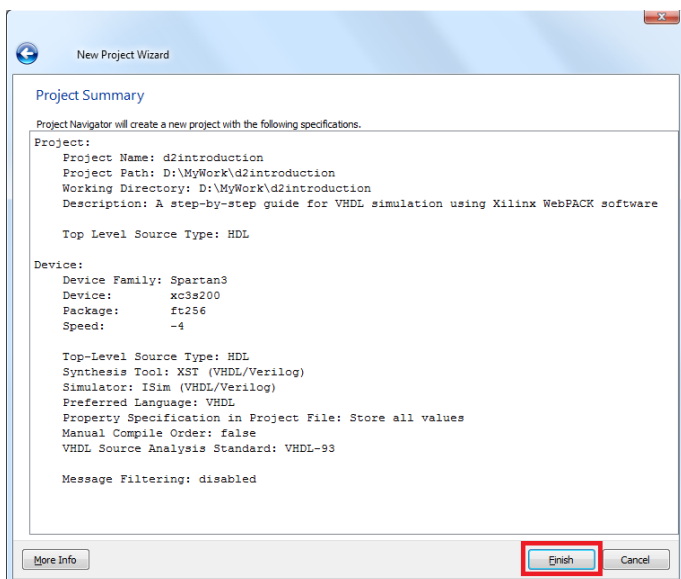 New Project Wizard
Project Summary
Project Navigator will create a new project with the following specifications.
Project:
Project Name: d2introduction
Project Path: D:\MyWork\d2introduction
Working Directory: D:\MyWork\d2introduction
Description: A step-by-step guide for VHDL simulation using Xilinx WebPACK software
Top Level Source Type: HDL
Device:
Device Family: Spartan3
Device: xc3s200
Package: ft256
Speed: -4
Top-Level Source Type: HDL
Synthesis Tool: XST (VHDL/Verilog)
Simulator: ISim (VHDL/Verilog)
Preferred Language: VHDL
Property Specification in Project File: Store all values
Manual Compile Order: false
VHDL Source Analysis Standard: VHDL-93
Message Filtering: disabled
More Info Finish Cancel